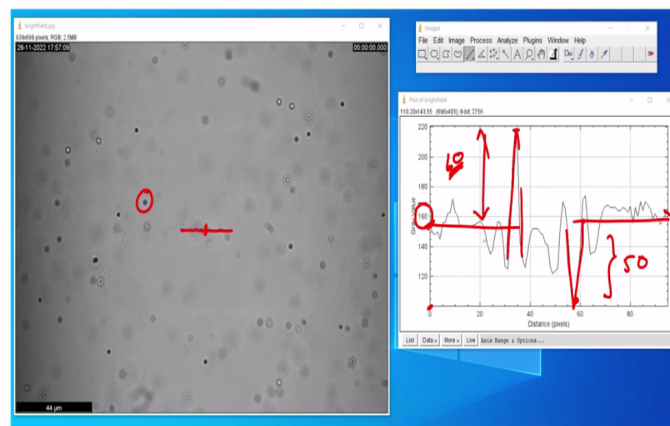 brightfield.jpg
939x699 pixels; RGB; 2.5MB
26-11-2022 17:57:09
00:00:00.000
44 µm
ImageJ
File Edit Image Process Analyze Plugins Window Help
Plot of brightfield
110.20x143.55 (696x405); 8-bit; 275K
220
200
180
160
140
120
Gray Value
0 20 40 60 80
Distance (pixels)
60
50
List Data » More » Live Axis Range & Options...